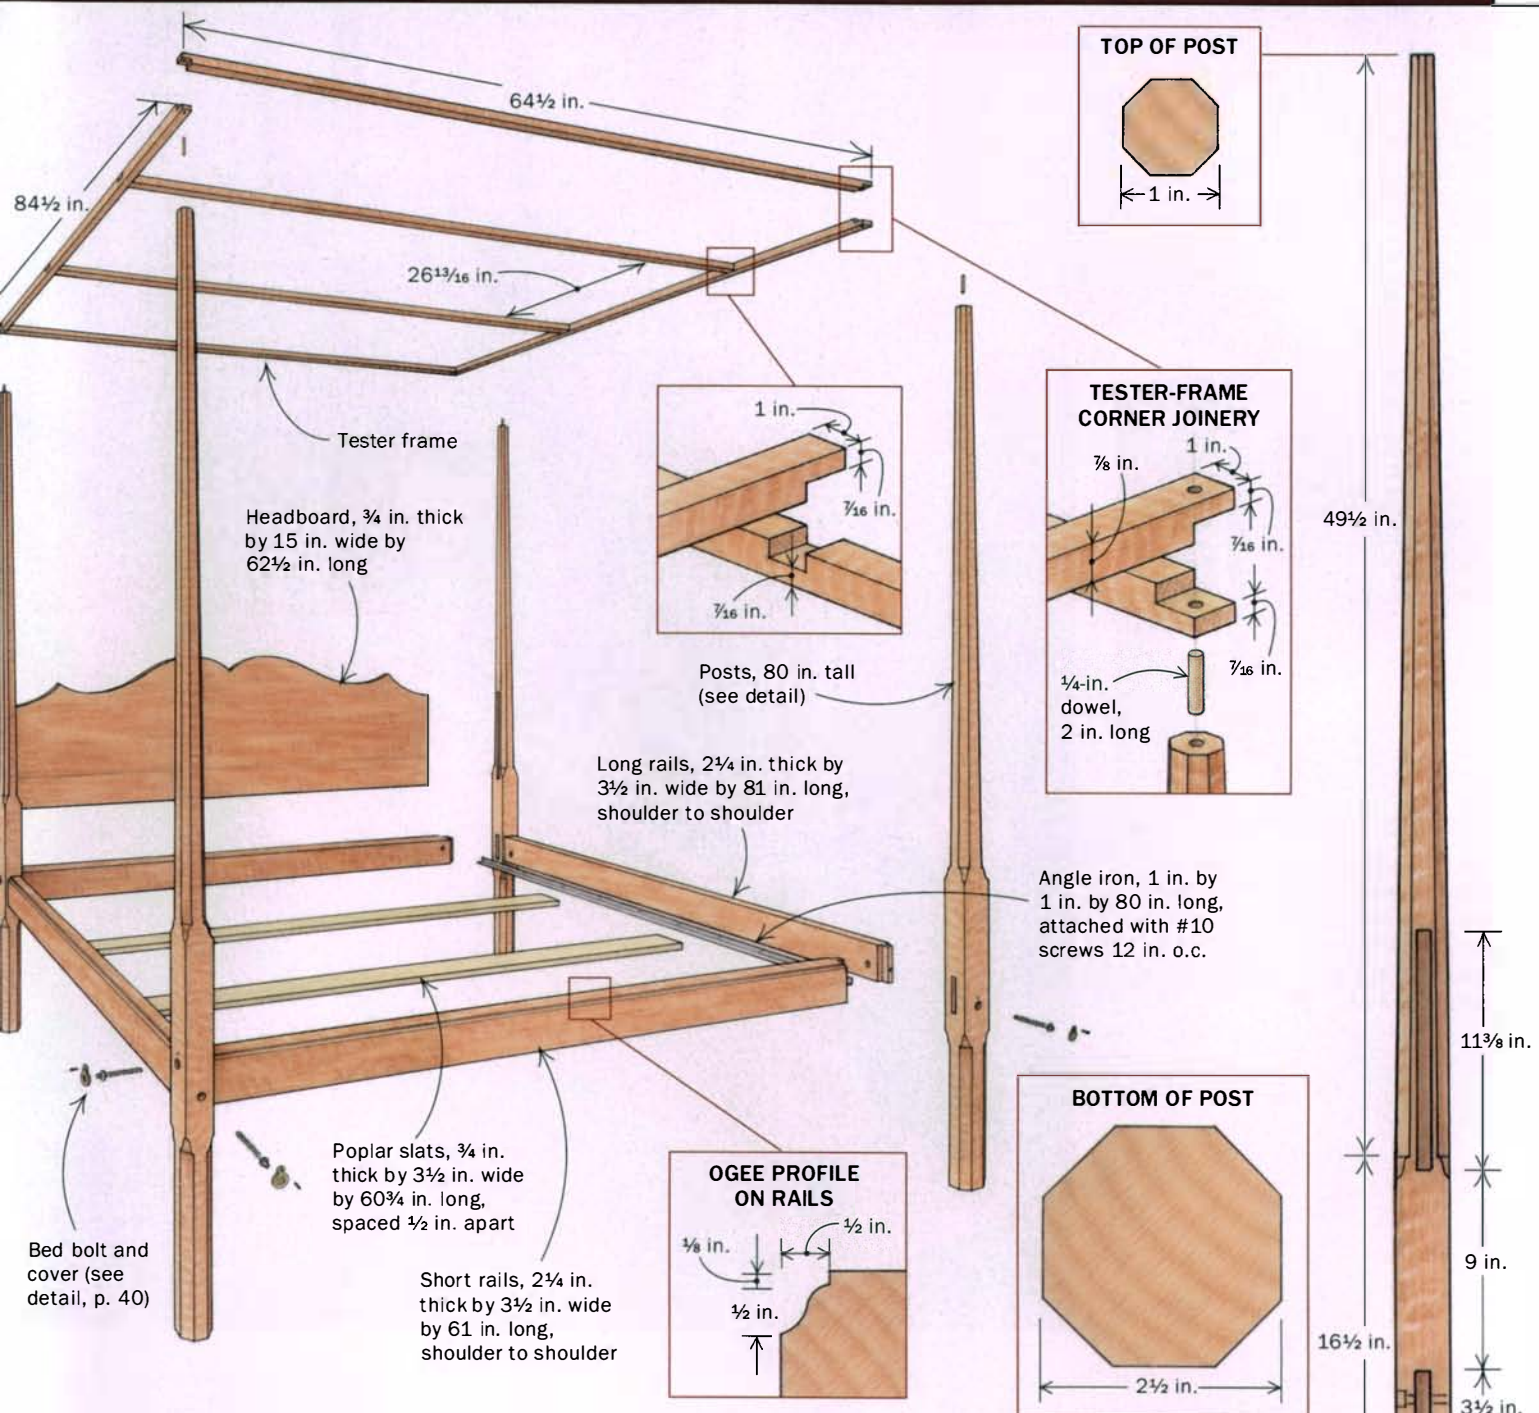 64½ in.
84½ in.
26¹³⁄₁₆ in.
Tester frame
Headboard, ¾ in. thick
by 15 in. wide by
62½ in. long
TOP OF POST
1 in.
1 in.
⁷⁄₁₆ in.
⁷⁄₁₆ in.
TESTER-FRAME
CORNER JOINERY
⅞ in.
1 in.
⁷⁄₁₆ in.
⁷⁄₁₆ in.
¼-in.
dowel,
2 in. long
Posts, 80 in. tall
(see detail)
Long rails, 2¼ in. thick by
3½ in. wide by 81 in. long,
shoulder to shoulder
Angle iron, 1 in. by
1 in. by 80 in. long,
attached with #10
screws 12 in. o.c.
49½ in.
11⅜ in.
9 in.
16½ in.
3½ in.
BOTTOM OF POST
2½ in.
OGEE PROFILE
ON RAILS
½ in.
⅛ in.
½ in.
Poplar slats, ¾ in.
thick by 3½ in. wide
by 60¾ in. long,
spaced ½ in. apart
Bed bolt and
cover (see
detail, p. 40)
Short rails, 2¼ in.
thick by 3½ in. wide
by 61 in. long,
shoulder to shoulder